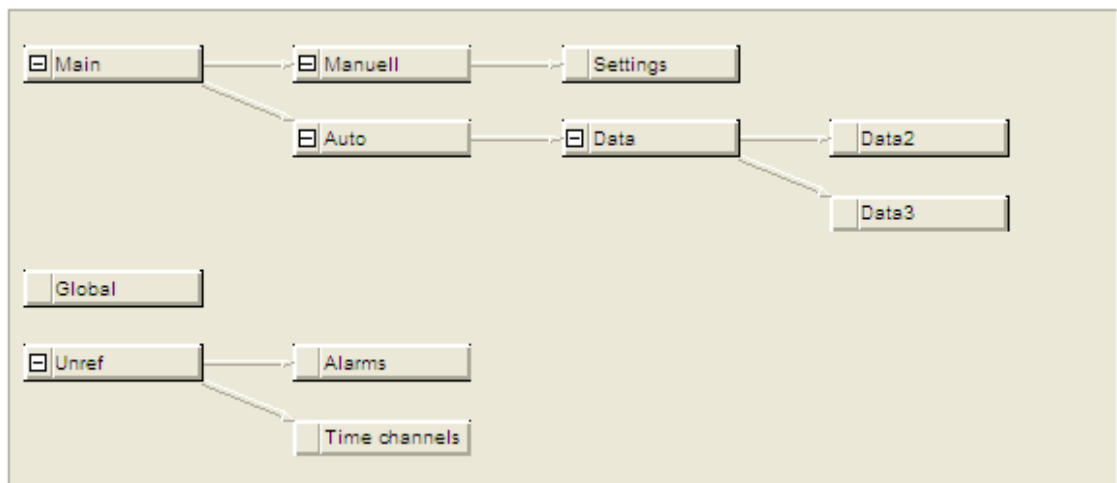 Main
Manuell
Settings
Auto
Data
Data2
Data3
Global
Unref
Alarms
Time channels